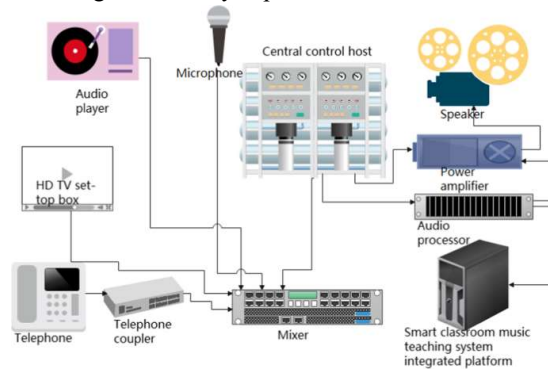 Central control host
Microphone
Audio
player
Speaker
HD TV set-
top box
Power
amplifier
Audio
processor
Telephone
Telephone
coupler
Mixer
Smart classroom music
teaching system
integrated platform